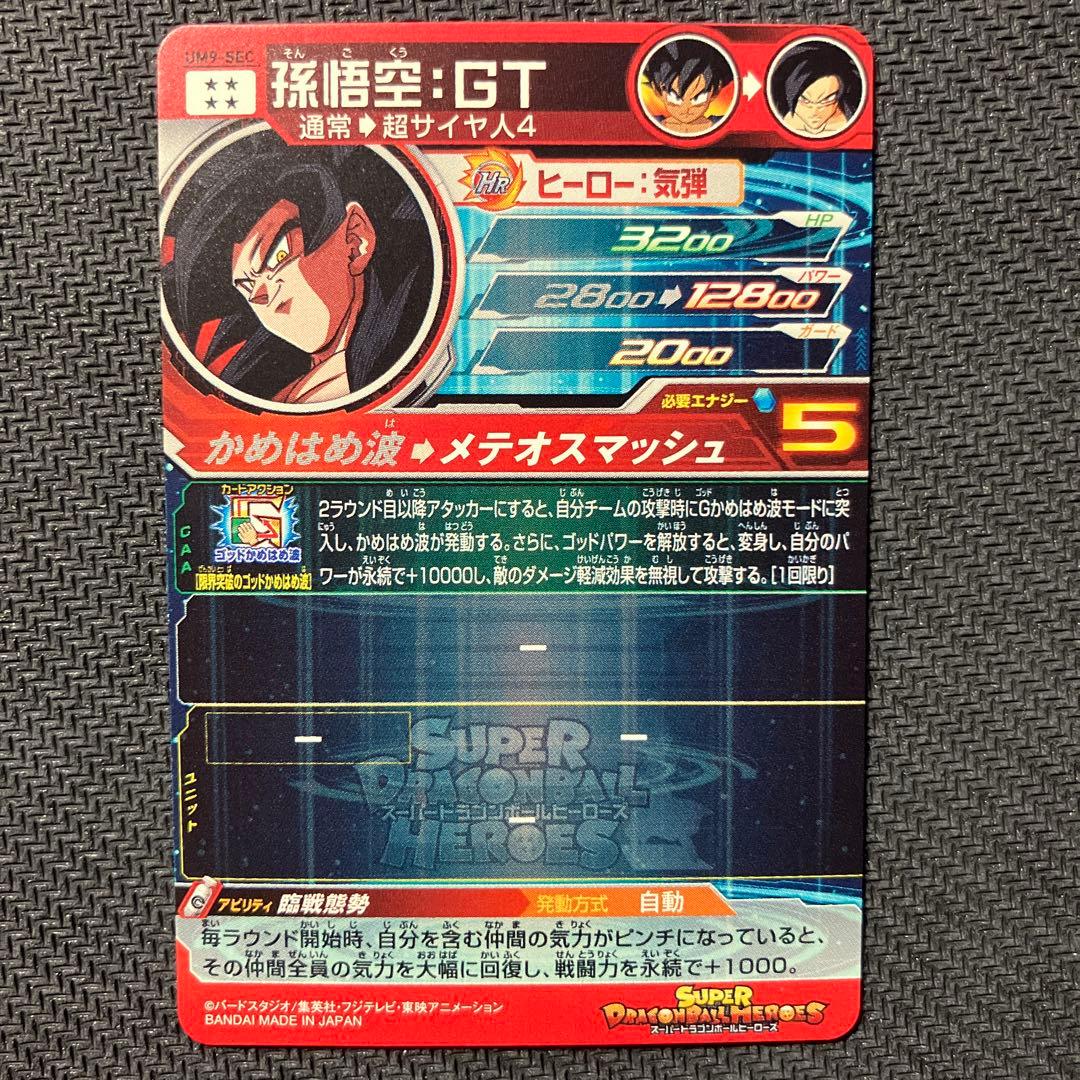 UM9-SEC
孫悟空:GT
そん ご くう
通常➡超サイヤ人4
HR
ヒーロー:気弾
HP
3200
パワー
2800➡12800
ガード
2000
必要エナジー
5
かめはめ波➡メテオスマッシュ
は
CAA
カードアクション
ゴッドかめはめ波
[限界突破のゴッドかめはめ波]
2ラウンド目以降アタッカーにすると、自分チームの攻撃時にGかめはめ波モードに突
入し、かめはめ波が発動する。さらに、ゴッドパワーを解放すると、変身し、自分のパ
ワーが永続で+10000し、敵のダメージ軽減効果を無視して攻撃する。[1回限り]
ー
ユニット
ー
ー
ー
SUPER
DRAGONBALL
スーパードラゴンボールヒーローズ
HEROES
アビリティ 臨戦態勢
発動方式 自動
毎ラウンド開始時、自分を含む仲間の気力がピンチになっていると、
その仲間全員の気力を大幅に回復し、戦闘力を永続で+1000。
©バードスタジオ/集英社・フジテレビ・東映アニメーション
BANDAI MADE IN JAPAN
SUPER
DRAGONBALL HEROES
スーパードラゴンボールヒーローズ